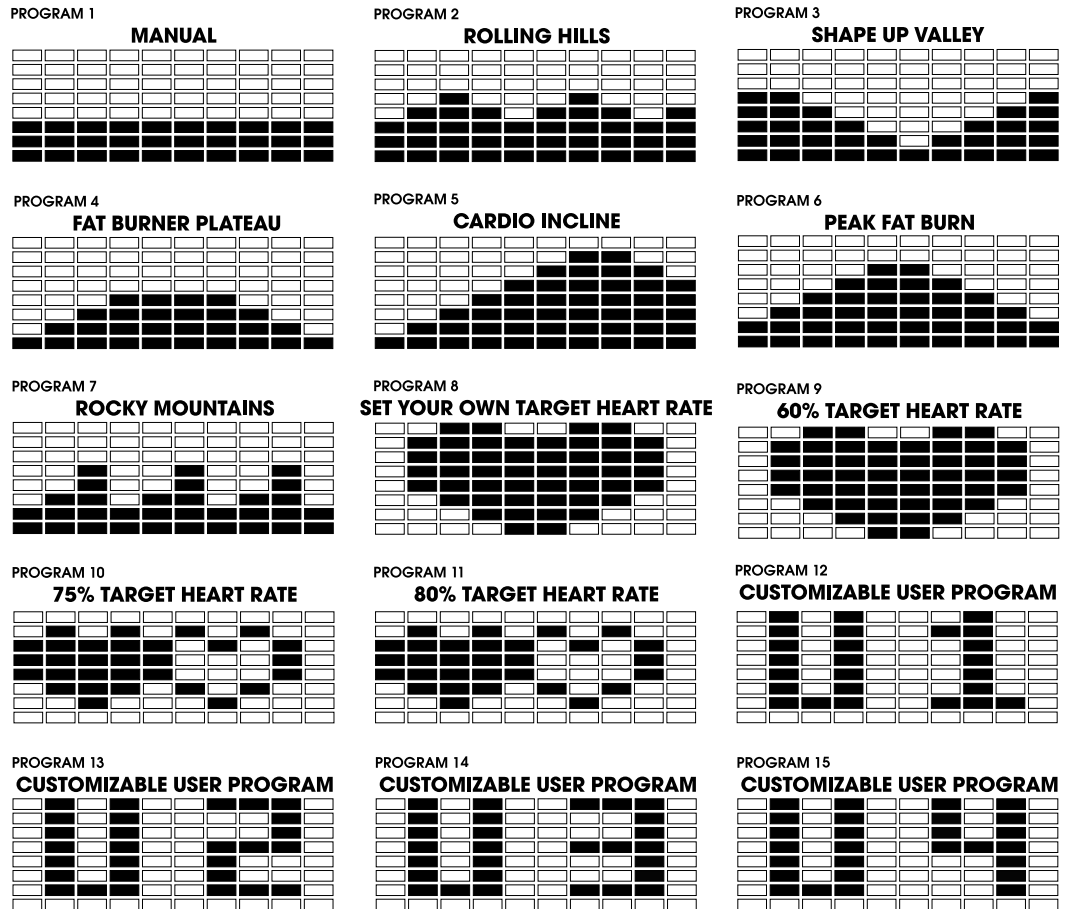 PROGRAM 1
MANUAL
PROGRAM 2
ROLLING HILLS
PROGRAM 3
SHAPE UP VALLEY
PROGRAM 4
FAT BURNER PLATEAU
PROGRAM 5
CARDIO INCLINE
PROGRAM 6
PEAK FAT BURN
PROGRAM 7
ROCKY MOUNTAINS
PROGRAM 8
SET YOUR OWN TARGET HEART RATE
PROGRAM 9
60% TARGET HEART RATE
PROGRAM 10
75% TARGET HEART RATE
PROGRAM 11
80% TARGET HEART RATE
PROGRAM 12
CUSTOMIZABLE USER PROGRAM
PROGRAM 13
CUSTOMIZABLE USER PROGRAM
PROGRAM 14
CUSTOMIZABLE USER PROGRAM
PROGRAM 15
CUSTOMIZABLE USER PROGRAM